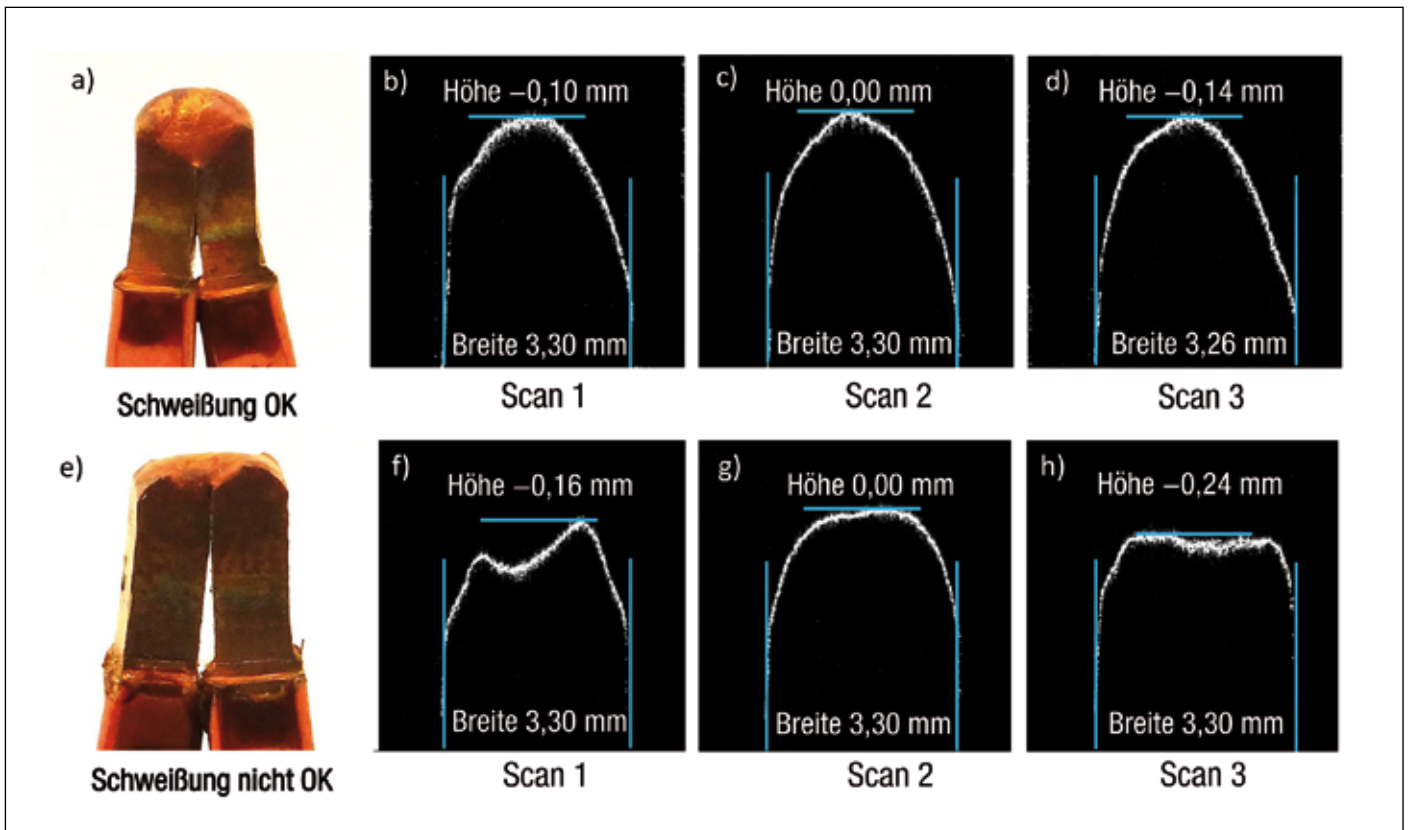 a)
b)
Höhe –0,10 mm
Breite 3,30 mm
c)
Höhe 0,00 mm
Breite 3,30 mm
d)
Höhe –0,14 mm
Breite 3,26 mm
Schweißung OK
Scan 1
Scan 2
Scan 3
e)
f)
Höhe –0,16 mm
Breite 3,30 mm
g)
Höhe 0,00 mm
Breite 3,30 mm
h)
Höhe –0,24 mm
Breite 3,30 mm
Schweißung nicht OK
Scan 1
Scan 2
Scan 3